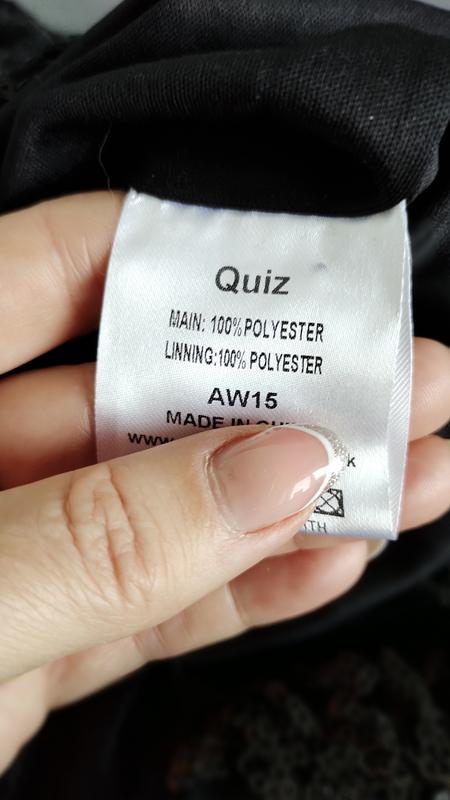 Quiz
MAIN: 100% POLYESTER
LINNING:100% POLYESTER
AW15
MADE IN